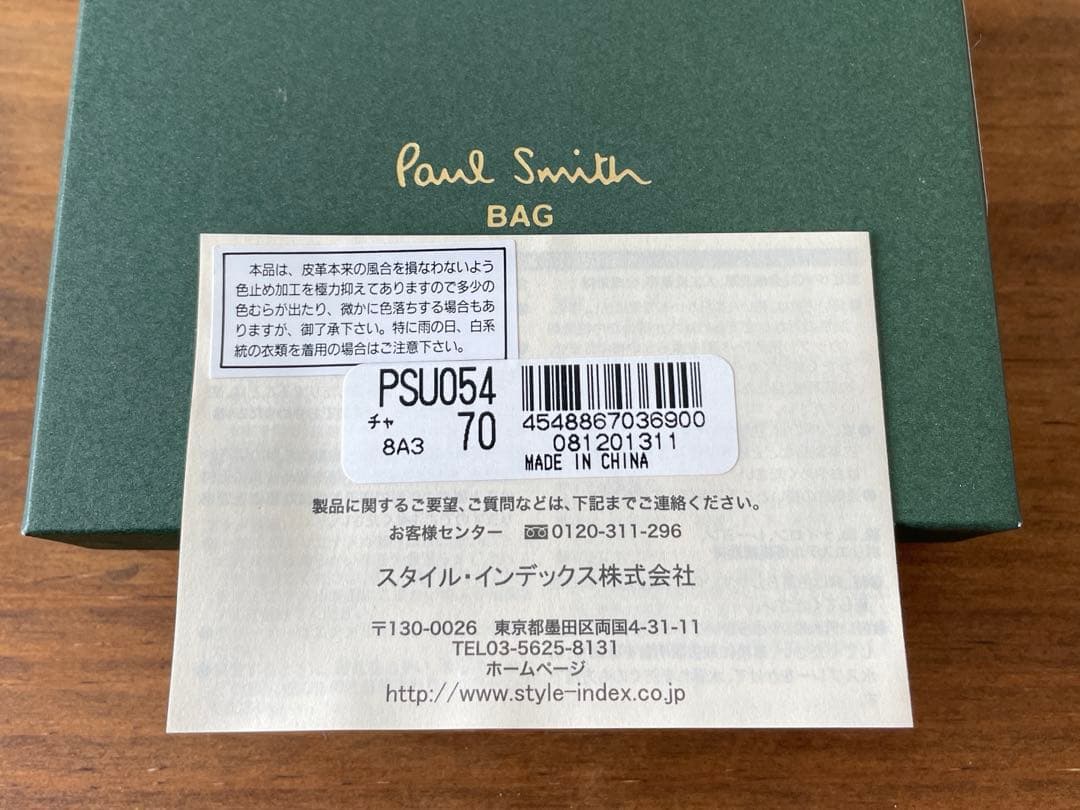 Paul Smith
BAG
本品は、皮革本来の風合を損なわないよう
色止め加工を極力抑えてありますので多少の
色むらが出たり、微かに色落ちする場合もあ
りますが、御了承下さい。特に雨の日、白系
統の衣類を着用の場合はご注意下さい。
PSU054
チャ 70
8A3
4548867036900
081201311
MADE IN CHINA
製品に関するご要望、ご質問などは、下記までご連絡ください。
お客様センター 0120-311-296
スタイル・インデックス株式会社
〒130-0026 東京都墨田区両国4-31-11
TEL03-5625-8131
ホームページ
http://www.style-index.co.jp